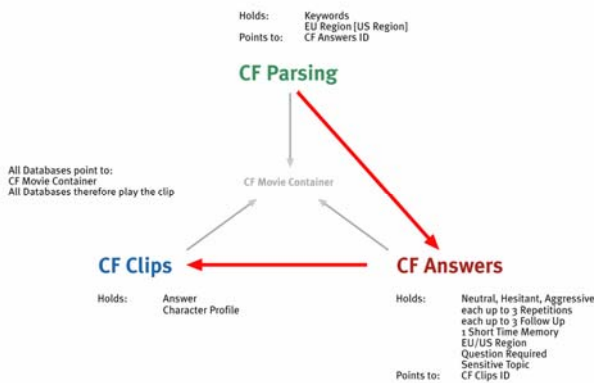 Holds: Keywords
EU Region [US Region]
Points to: CF Answers ID
CF Parsing
All Databases point to:
CF Movie Container
All Databases therefore play the clip
CF Movie Container
CF Clips
CF Answers
Holds: Answer
Character Profile
Holds: Neutral, Hesitant, Aggressive
each up to 3 Repetitions
each up to 3 Follow Up
1 Short Time Memory
EU/US Region
Question Required
Sensitive Topic
Points to: CF Clips ID